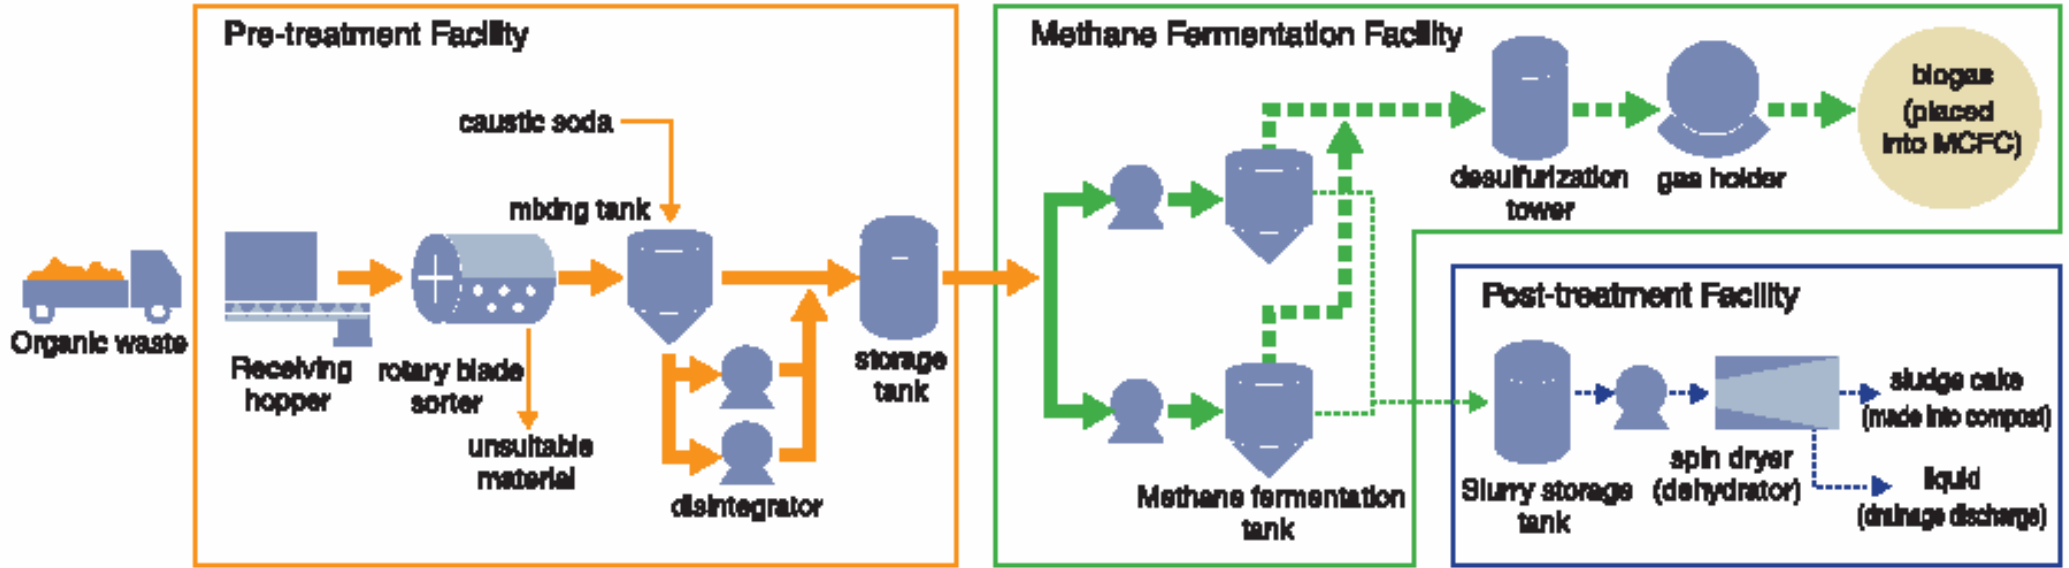 Pre-treatment Facility
caustic soda
mixing tank
Organic waste
Receiving
hopper
rotary blade
sorter
unsuitable
material
disintegrator
storage
tank
Methane Fermentation Facility
desulfurization
tower
gas holder
biogas
(placed
into MCFC)
Methane fermentation
tank
Post-treatment Facility
Slurry storage
tank
spin dryer
(dehydrator)
sludge cake
(made into compost)
liquid
(drainage discharge)